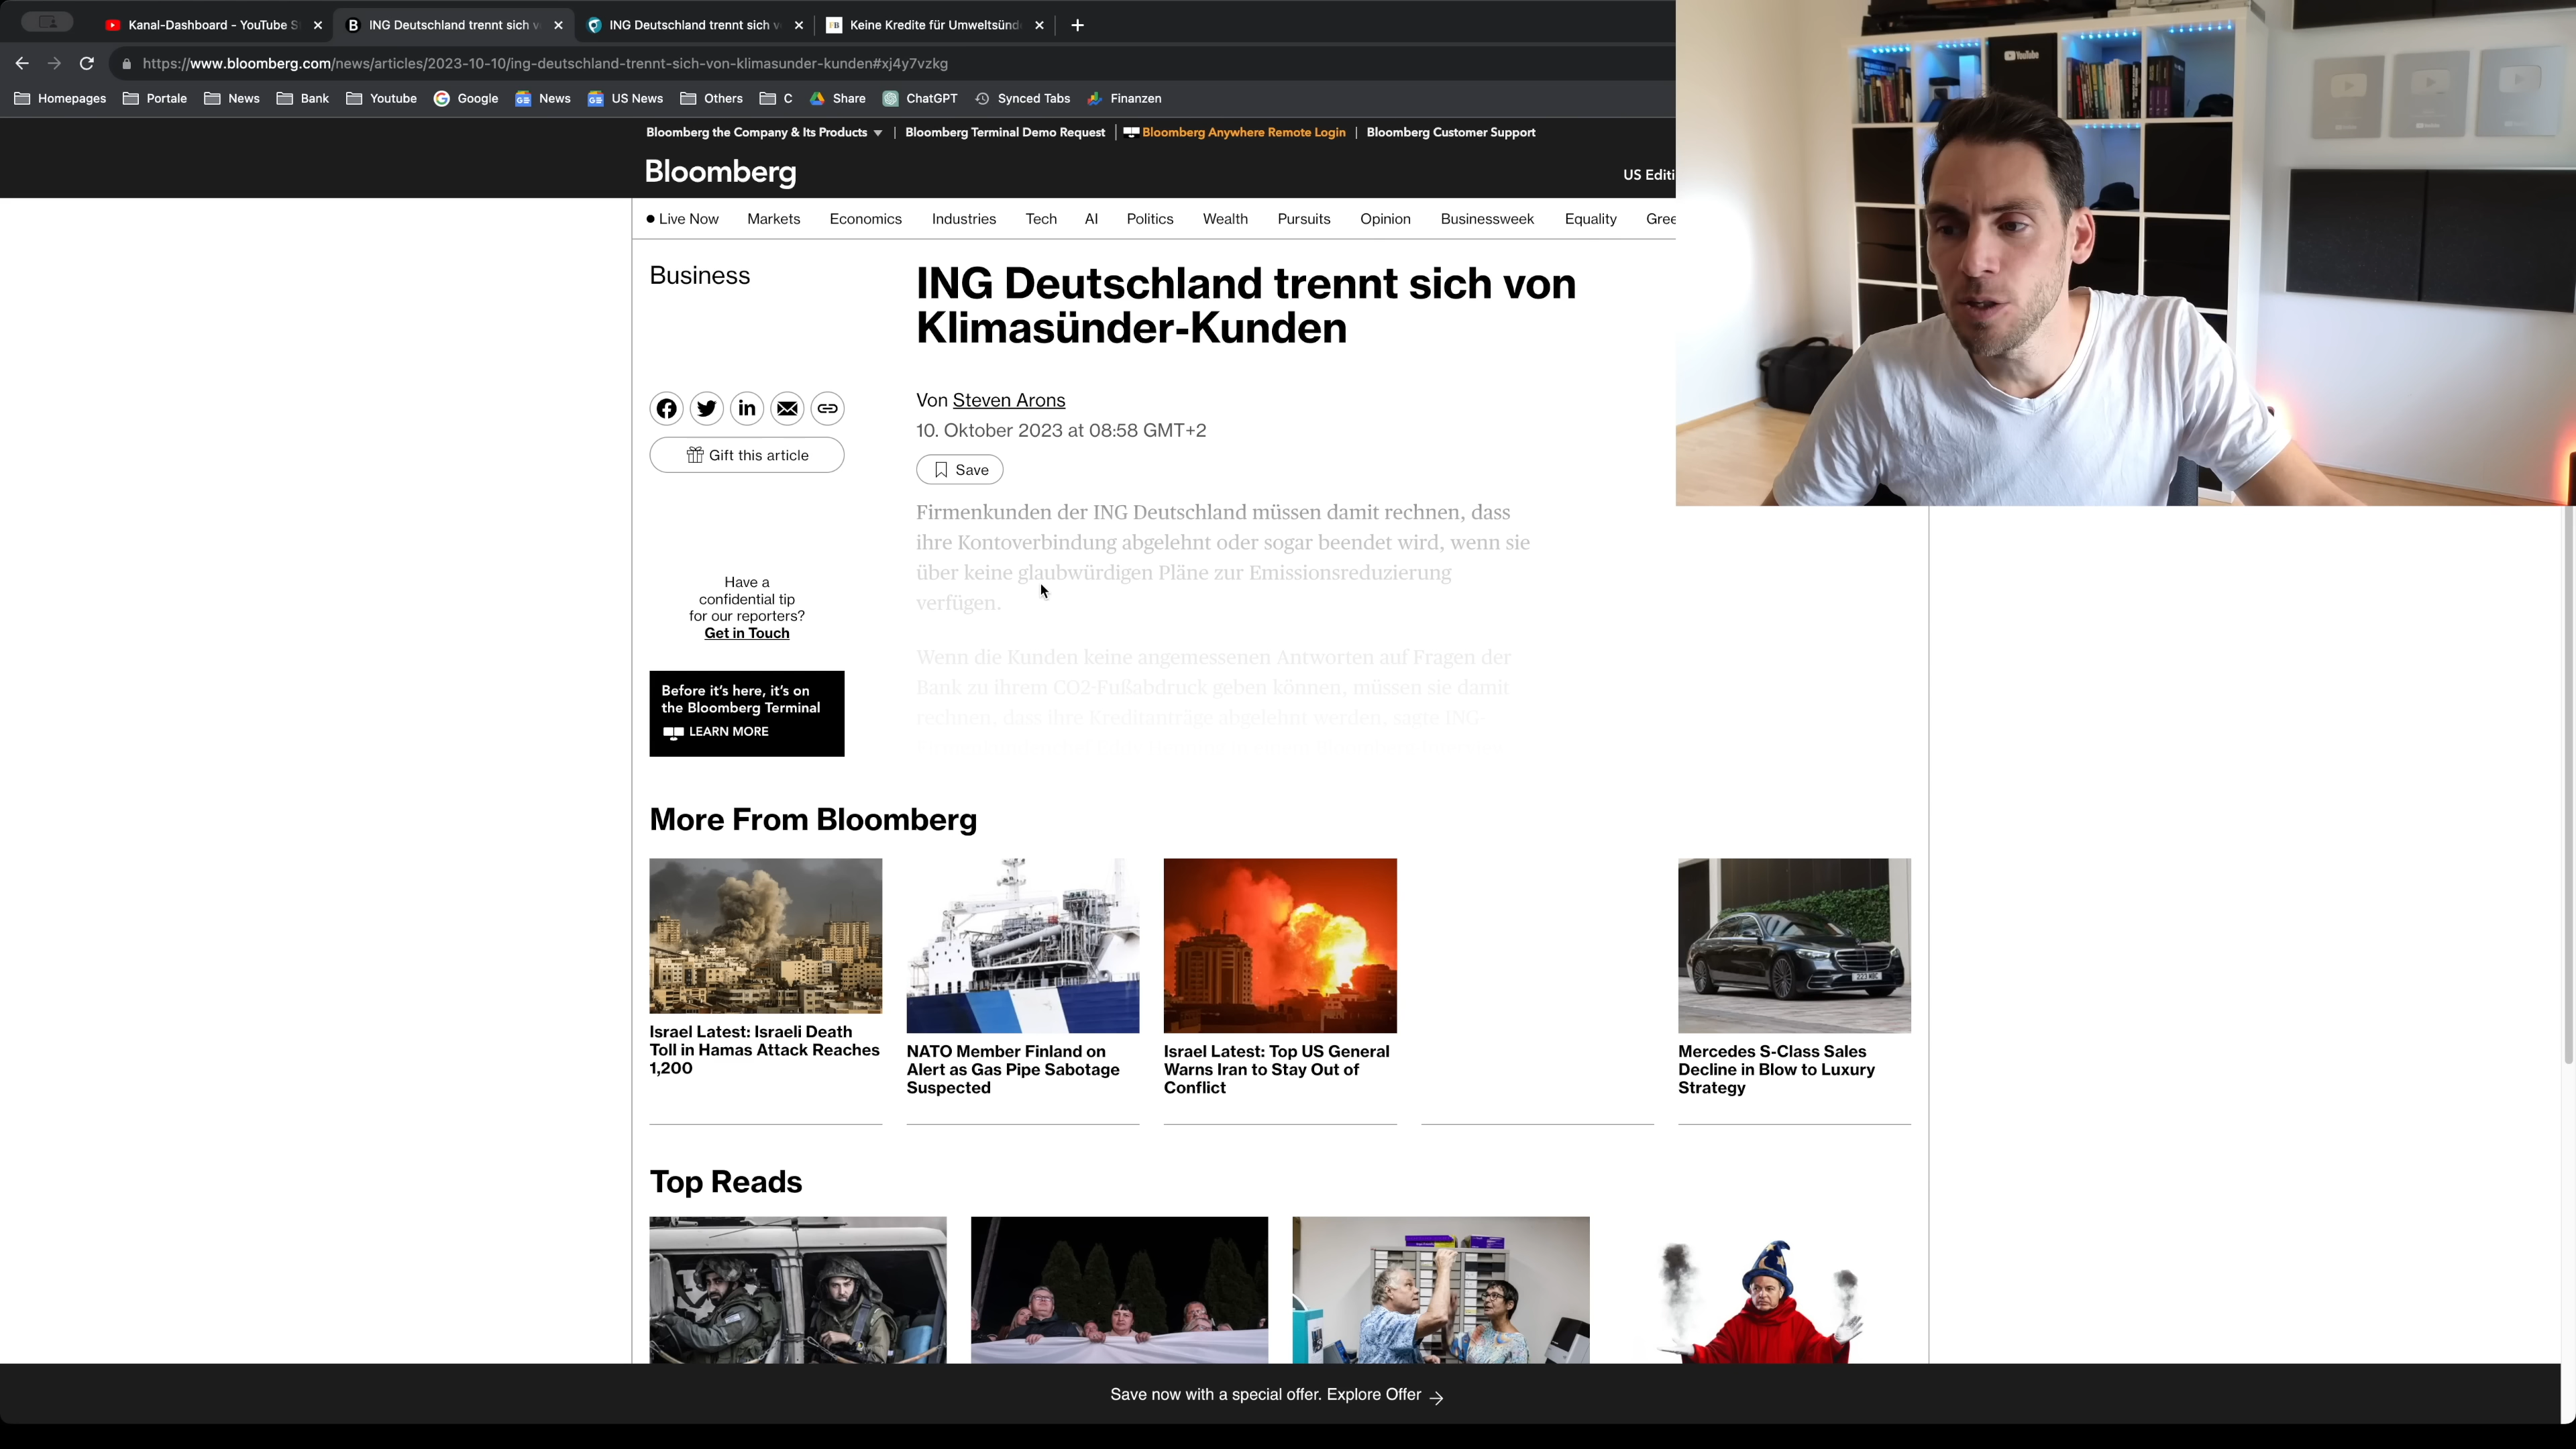 Kanal-Dashboard - YouTube S
ING Deutschland trennt sich v
ING Deutschland trennt sich v
Keine Kredite für Umweltsünd
https://www.bloomberg.com/news/articles/2023-10-10/ing-deutschland-trennt-sich-von-klimasunder-kunden#xj4y7vzkg
Homepages
Portale
News
Bank
Youtube
Google
News
US News
Others
C
Share
ChatGPT
Synced Tabs
Finanzen
Bloomberg the Company & Its Products
Bloomberg Terminal Demo Request
Bloomberg Anywhere Remote Login
Bloomberg Customer Support
Bloomberg
US Editi
Live Now
Markets
Economics
Industries
Tech
AI
Politics
Wealth
Pursuits
Opinion
Businessweek
Equality
Gree
Business
ING Deutschland trennt sich von
Klimasünder-Kunden
Von Steven Arons
10. Oktober 2023 at 08:58 GMT+2
Save
Gift this article
Firmenkunden der ING Deutschland müssen damit rechnen, dass
ihre Kontoverbindung abgelehnt oder sogar beendet wird, wenn sie
über keine glaubwürdigen Pläne zur Emissionsreduzierung
verfügen.
Wenn die Kunden keine angemessenen Antworten auf Fragen der
Bank zu ihrem CO2-Fußabdruck geben können, müssen sie damit
rechnen, dass ihre Kreditanträge abgelehnt werden, sagte ING-
Have a
confidential tip
for our reporters?
Get in Touch
Before it's here, it's on
the Bloomberg Terminal
LEARN MORE
More From Bloomberg
Israel Latest: Israeli Death
Toll in Hamas Attack Reaches
1,200
NATO Member Finland on
Alert as Gas Pipe Sabotage
Suspected
Israel Latest: Top US General
Warns Iran to Stay Out of
Conflict
Mercedes S-Class Sales
Decline in Blow to Luxury
Strategy
Top Reads
Save now with a special offer. Explore Offer
YouTube